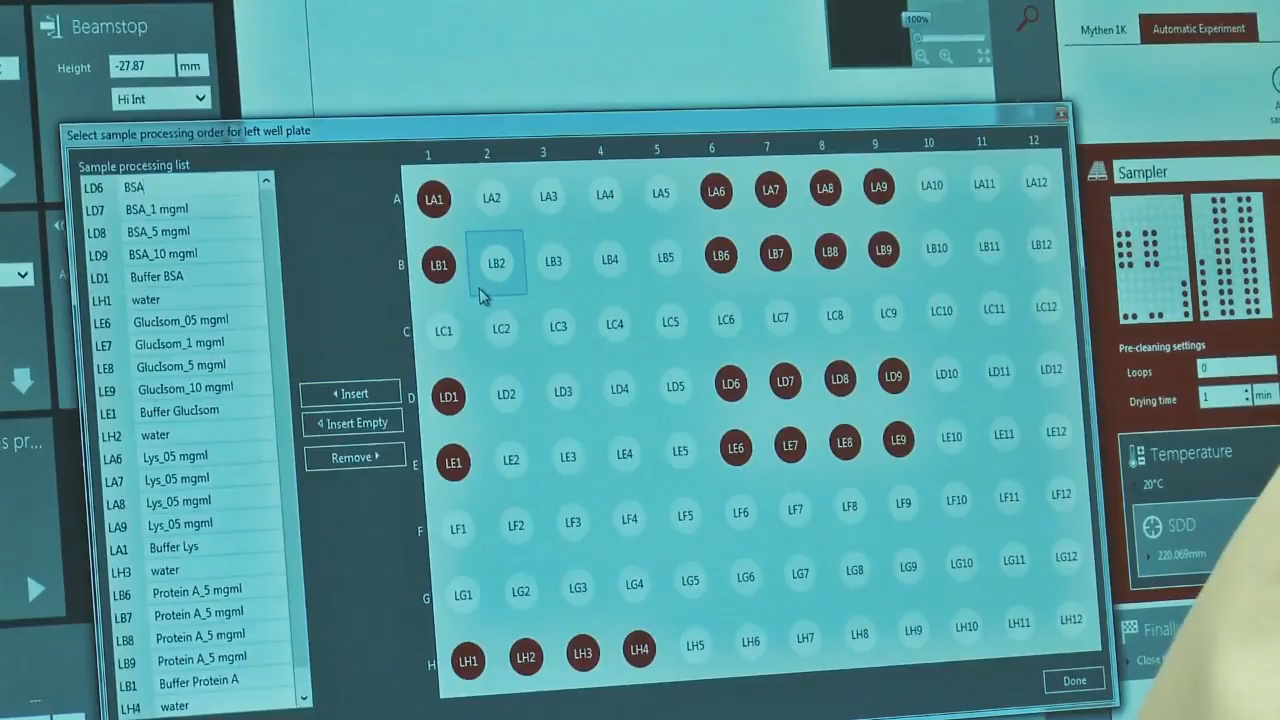 Beamstop
Height -27.87 mm
Hi Int
100%
Mythen 1K
Automatic Experiment
Select sample processing order for left well plate
Sample processing list
LD6 BSA
LD7 BSA_1 mgml
LD8 BSA_5 mgml
LD9 BSA_10 mgml
LD1 Buffer BSA
LH1 water
LE6 GlucIsom_05 mgml
LE7 GlucIsom_1 mgml
LE8 GlucIsom_5 mgml
LE9 GlucIsom_10 mgml
LE1 Buffer GlucIsom
LH2 water
LA6 Lys_05 mgml
LA7 Lys_05 mgml
LA8 Lys_05 mgml
LA9 Lys_05 mgml
LA1 Buffer Lys
LH3 water
LB6 Protein A_5 mgml
LB7 Protein A_5 mgml
LB8 Protein A_5 mgml
LB9 Protein A_5 mgml
LB1 Buffer Protein A
LH4 water
Insert
Insert Empty
Remove
1 2 3 4 5 6 7 8 9 10 11 12
A LA1 LA2 LA3 LA4 LA5 LA6 LA7 LA8 LA9 LA10 LA11 LA12
B LB1 LB2 LB3 LB4 LB5 LB6 LB7 LB8 LB9 LB10 LB11 LB12
C LC1 LC2 LC3 LC4 LC5 LC6 LC7 LC8 LC9 LC10 LC11 LC12
D LD1 LD2 LD3 LD4 LD5 LD6 LD7 LD8 LD9 LD10 LD11 LD12
E LE1 LE2 LE3 LE4 LE5 LE6 LE7 LE8 LE9 LE10 LE11 LE12
F LF1 LF2 LF3 LF4 LF5 LF6 LF7 LF8 LF9 LF10 LF11 LF12
G LG1 LG2 LG3 LG4 LG5 LG6 LG7 LG8 LG9 LG10 LG11 LG12
H LH1 LH2 LH3 LH4 LH5 LH6 LH7 LH8 LH9 LH10 LH11 LH12
Done
Sampler
Pre-cleaning settings
Loops 0
Drying time 1 min
Temperature
20°C
SDD
220.069mm
Finally
Close
s pr...